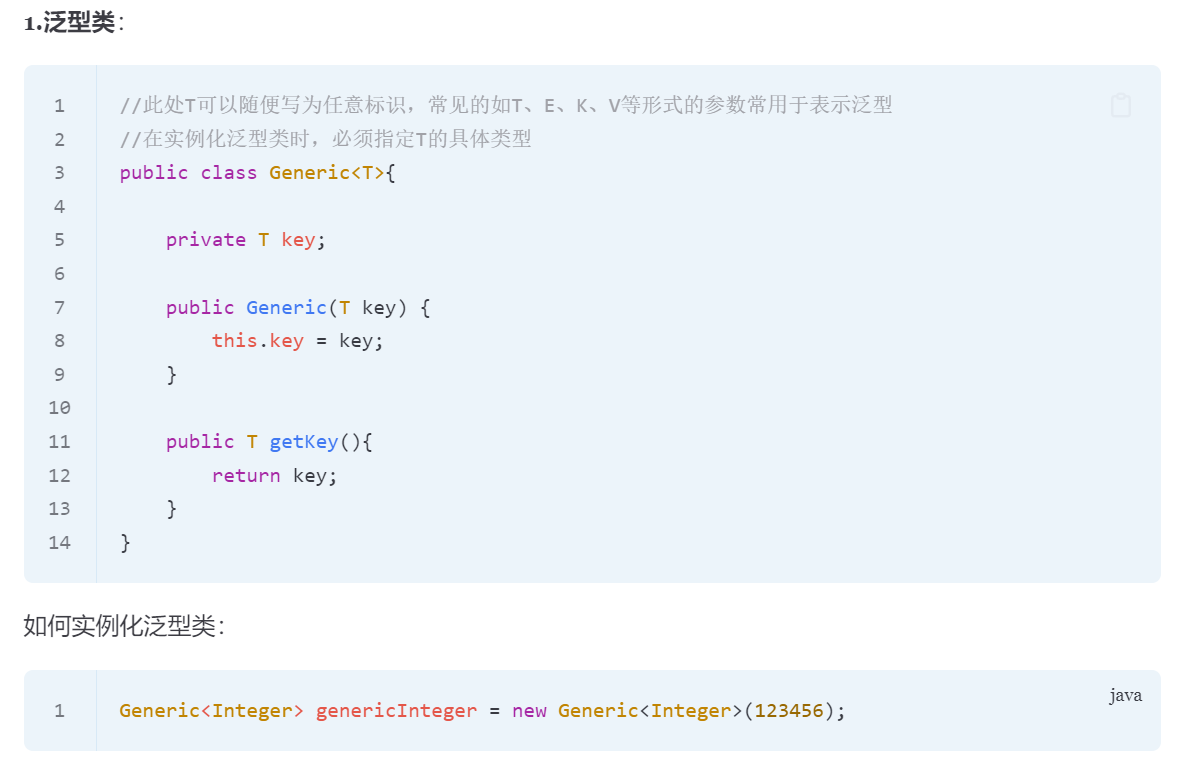 1.泛型类：
1 //此处T可以随便写为任意标识，常见的如T、E、K、V等形式的参数常用于表示泛型
2 //在实例化泛型类时，必须指定T的具体类型
3 public class Generic<T>{
4
5     private T key;
6
7     public Generic(T key) {
8         this.key = key;
9     }
10
11     public T getKey(){
12         return key;
13     }
14 }
如何实例化泛型类：
java
1 Generic<Integer> genericInteger = new Generic<Integer>(123456);